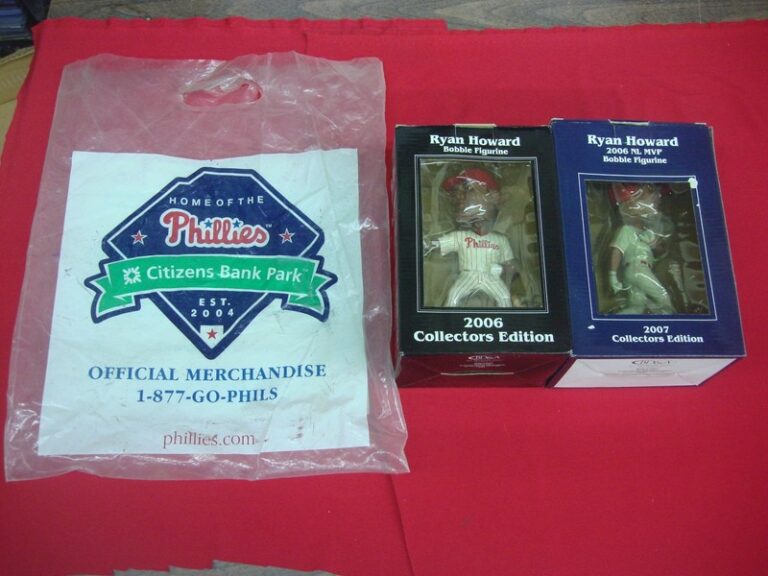 HOME OF THE
Phillies
Citizens Bank Park
EST.
2004
OFFICIAL MERCHANDISE
1-877-GO-PHILS
phillies.com
Ryan Howard
Bobble Figurine
Phillies
2006
Collectors Edition
Ryan Howard
2006 NL MVP
Bobble Figurine
2007
Collectors Edition